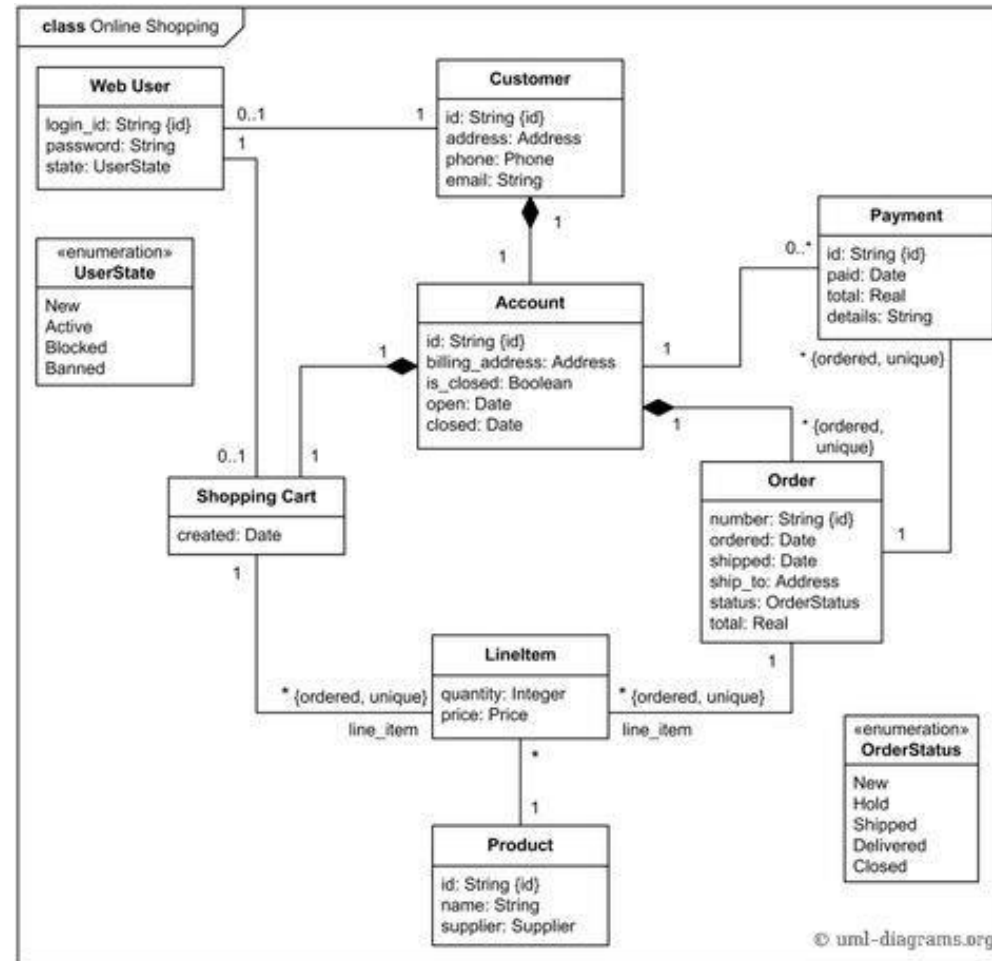 class Online Shopping
Web User
login_id: String {id}
password: String
state: UserState
0..1
1
1
Customer
id: String {id}
address: Address
phone: Phone
email: String
1
1
«enumeration»
UserState
New
Active
Blocked
Banned
Account
id: String {id}
billing_address: Address
is_closed: Boolean
open: Date
closed: Date
1
1
0..*
Payment
id: String {id}
paid: Date
total: Real
details: String
* {ordered, unique}
1
* {ordered,
unique}
0..1
1
Shopping Cart
created: Date
1
Order
number: String {id}
ordered: Date
shipped: Date
ship_to: Address
status: OrderStatus
total: Real
1
1
* {ordered, unique}
line_item
LineItem
quantity: Integer
price: Price
* {ordered, unique}
line_item
*
1
Product
id: String {id}
name: String
supplier: Supplier
«enumeration»
OrderStatus
New
Hold
Shipped
Delivered
Closed
© uml-diagrams.org